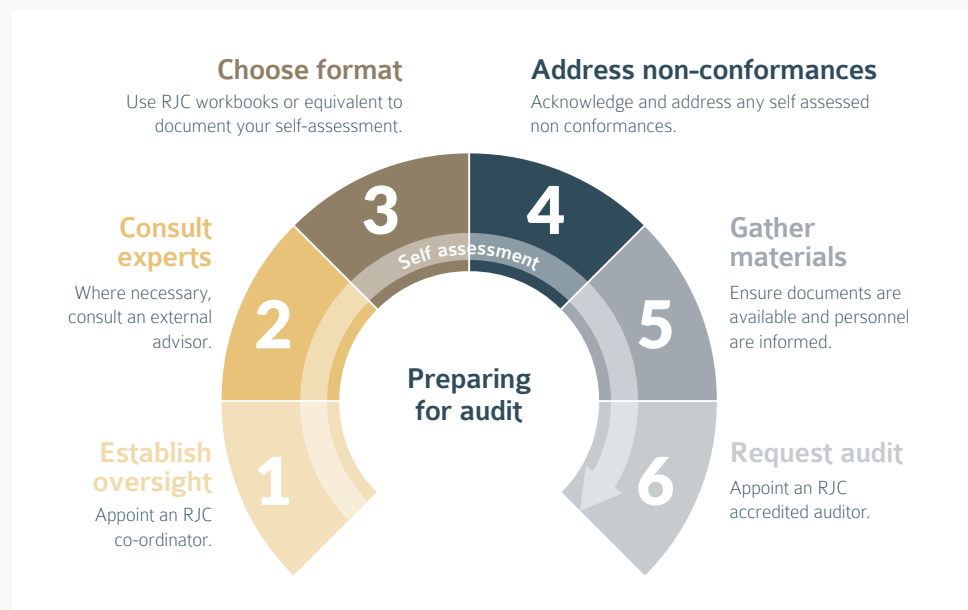 Choose format
Use RJC workbooks or equivalent to
document your self-assessment.
Address non-conformances
Acknowledge and address any self assessed
non conformances.
3
4
Self assessment
Consult
experts
Where necessary,
consult an external
advisor.
2
Gather
materials
Ensure documents are
available and personnel
are informed.
5
Preparing
for audit
Establish
oversight
Appoint an RJC
co-ordinator.
1
Request audit
Appoint an RJC
accredited auditor.
6